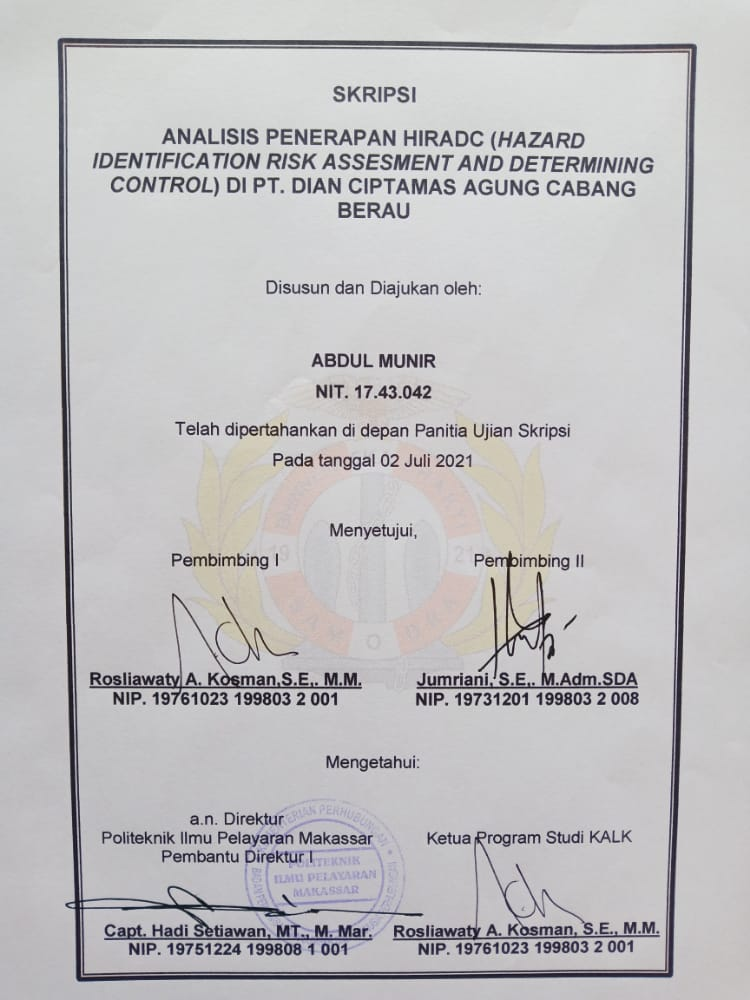 SKRIPSI
ANALISIS PENERAPAN HIRADC (HAZARD
IDENTIFICATION RISK ASSESMENT AND DETERMINING
CONTROL) DI PT. DIAN CIPTAMAS AGUNG CABANG
BERAU
Disusun dan Diajukan oleh:
ABDUL MUNIR
NIT. 17.43.042
Telah dipertahankan di depan Panitia Ujian Skripsi
Pada tanggal 02 Juli 2021
Menyetujui,
Pembimbing I
Pembimbing II
Rosliawaty A. Kosman,S.E,. M.M.
NIP. 19761023 199803 2 001
Jumriani, S.E,. M.Adm.SDA
NIP. 19731201 199803 2 008
Mengetahui:
a.n. Direktur
Politeknik Ilmu Pelayaran Makassar
Pembantu Direktur I
Ketua Program Studi KALK
POLITEKNIK
ILMU PELAYARAN
MAKASSAR
Capt. Hadi Setiawan, MT., M. Mar.
NIP. 19751224 199808 1 001
Rosliawaty A. Kosman, S.E., M.M.
NIP. 19761023 199803 2 001